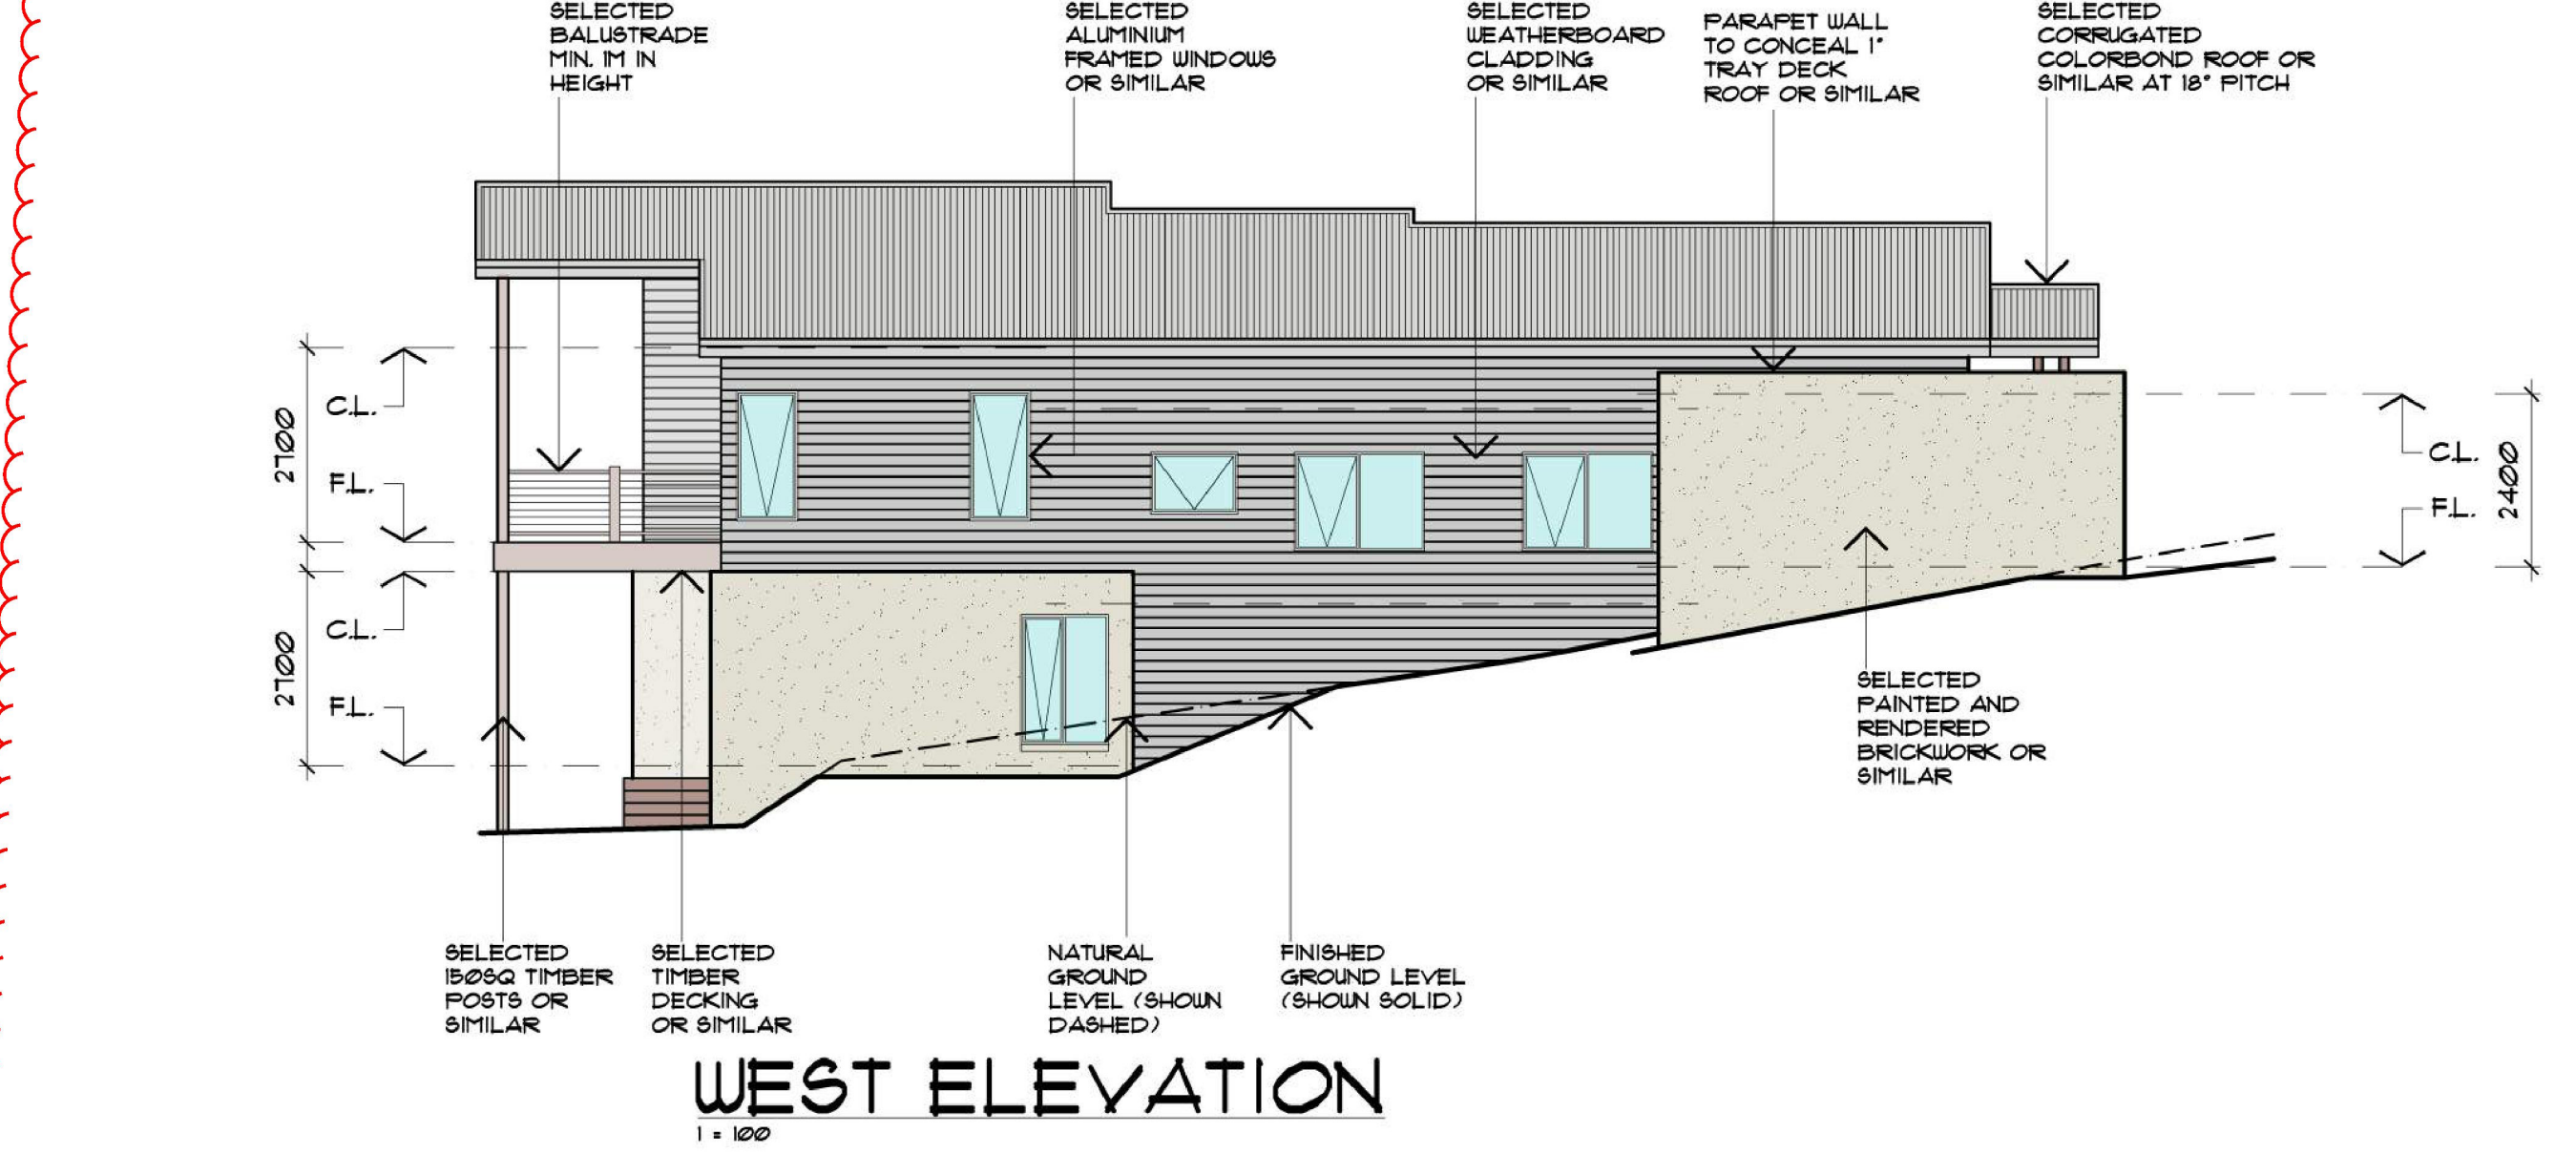 SELECTED
BALUSTRADE
MIN. 1M IN
HEIGHT
SELECTED
ALUMINIUM
FRAMED WINDOWS
OR SIMILAR
SELECTED
WEATHERBOARD
CLADDING
OR SIMILAR
PARAPET WALL
TO CONCEAL 1°
TRAY DECK
ROOF OR SIMILAR
SELECTED
CORRUGATED
COLORBOND ROOF OR
SIMILAR AT 18° PITCH
2700
C.L.
F.L.
2700
C.L.
F.L.
C.L.
F.L.
2400
SELECTED
PAINTED AND
RENDERED
BRICKWORK OR
SIMILAR
SELECTED
150SQ TIMBER
POSTS OR
SIMILAR
SELECTED
TIMBER
DECKING
OR SIMILAR
NATURAL
GROUND
LEVEL (SHOWN
DASHED)
FINISHED
GROUND LEVEL
(SHOWN SOLID)
WEST ELEVATION
1 = 100